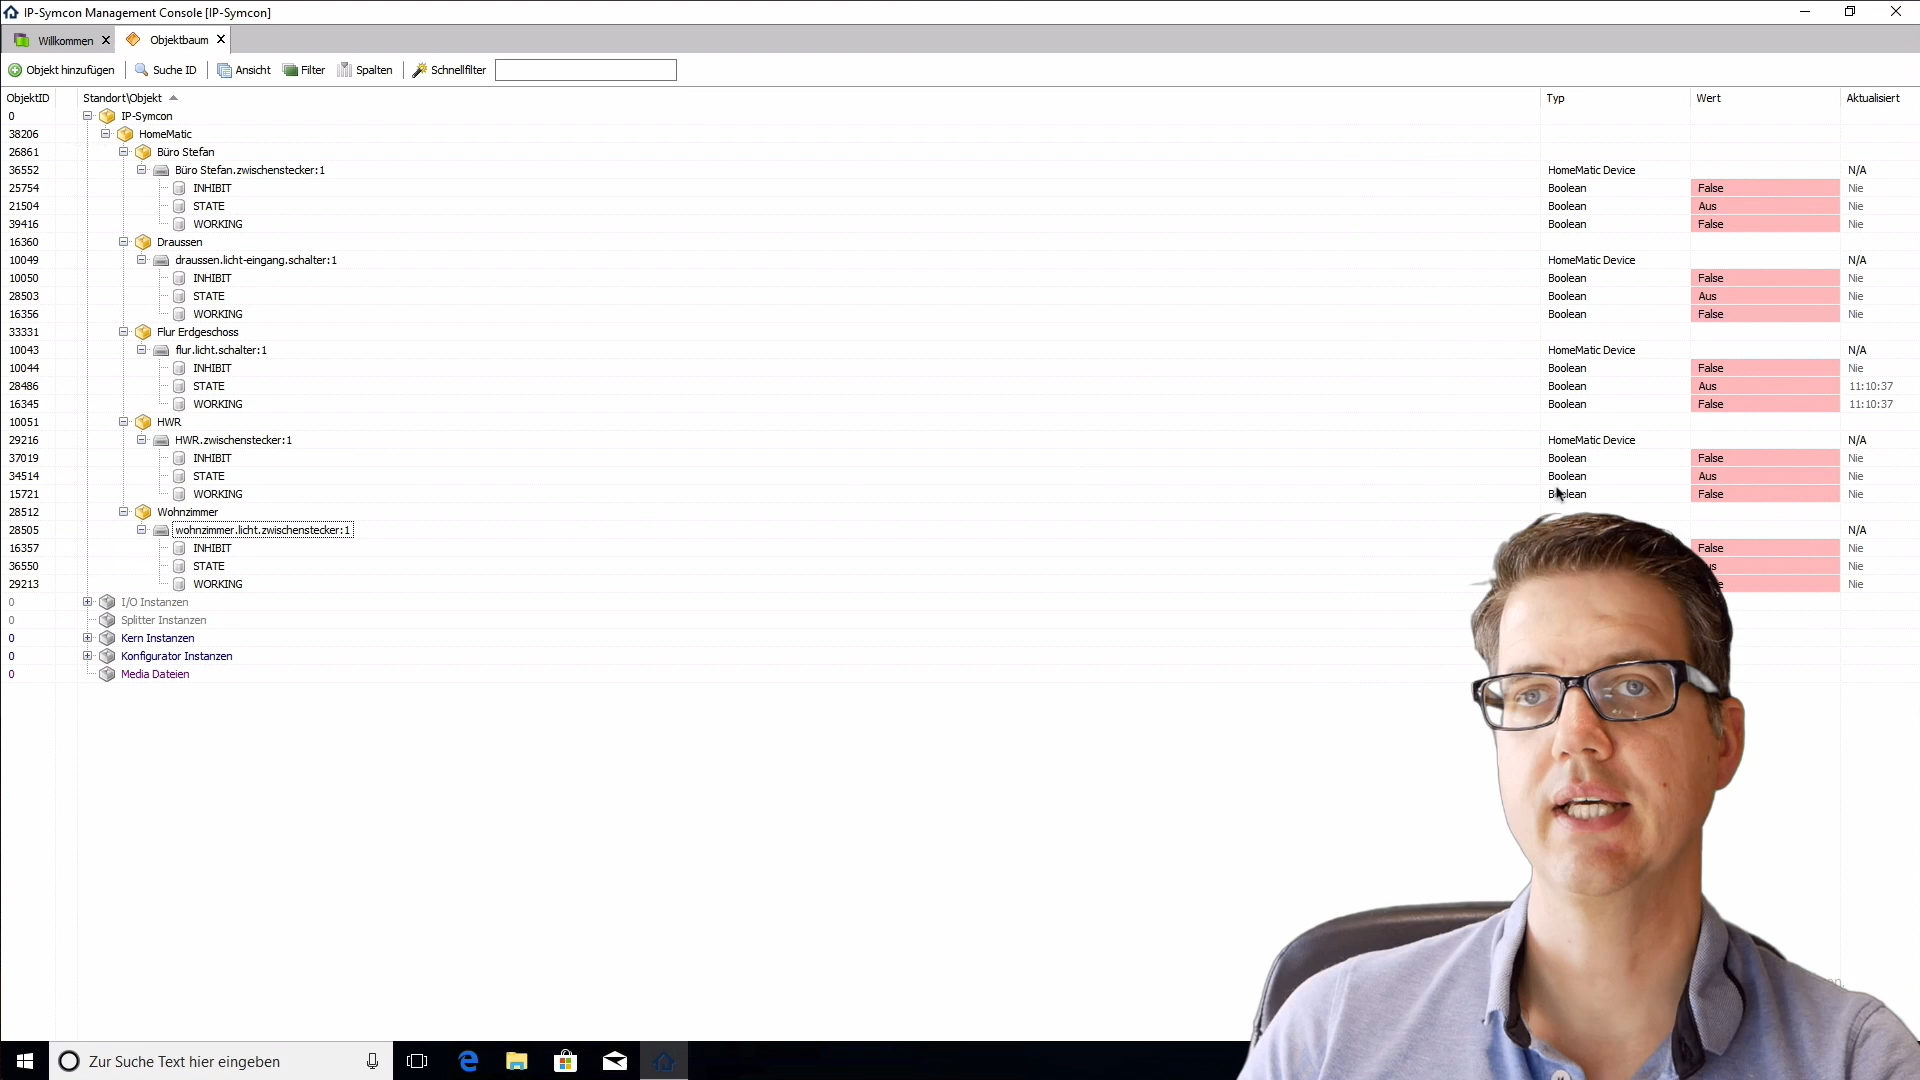 IP-Symcon Management Console [IP-Symcon]
Willkommen
Objektbaum
Objekt hinzufügen Suche ID Ansicht Filter Spalten Schnellfilter
ObjektID Standort\Objekt Typ Wert Aktualisiert
0 IP-Symcon
38206 HomeMatic
26861 Büro Stefan
36552 Büro Stefan.zwischenstecker:1 HomeMatic Device N/A
25754 INHIBIT Boolean False Nie
21504 STATE Boolean Aus Nie
39416 WORKING Boolean False Nie
16360 Draussen
10049 draussen.licht-eingang.schalter:1 HomeMatic Device N/A
10050 INHIBIT Boolean False Nie
28503 STATE Boolean Aus Nie
16356 WORKING Boolean False Nie
33331 Flur Erdgeschoss
10043 flur.licht.schalter:1 HomeMatic Device N/A
10044 INHIBIT Boolean False Nie
28486 STATE Boolean Aus 11:10:37
16345 WORKING Boolean False 11:10:37
10051 HWR
29216 HWR.zwischenstecker:1 HomeMatic Device N/A
37019 INHIBIT Boolean False Nie
34514 STATE Boolean Aus Nie
15721 WORKING Boolean False Nie
28512 Wohnzimmer
28505 wohnzimmer.licht.zwischenstecker:1 N/A
16357 INHIBIT False Nie
36550 STATE Nie
29213 WORKING Nie
0 I/O Instanzen
Splitter Instanzen
0 Kern Instanzen
0 Konfigurator Instanzen
0 Media Dateien
Zur Suche Text hier eingeben